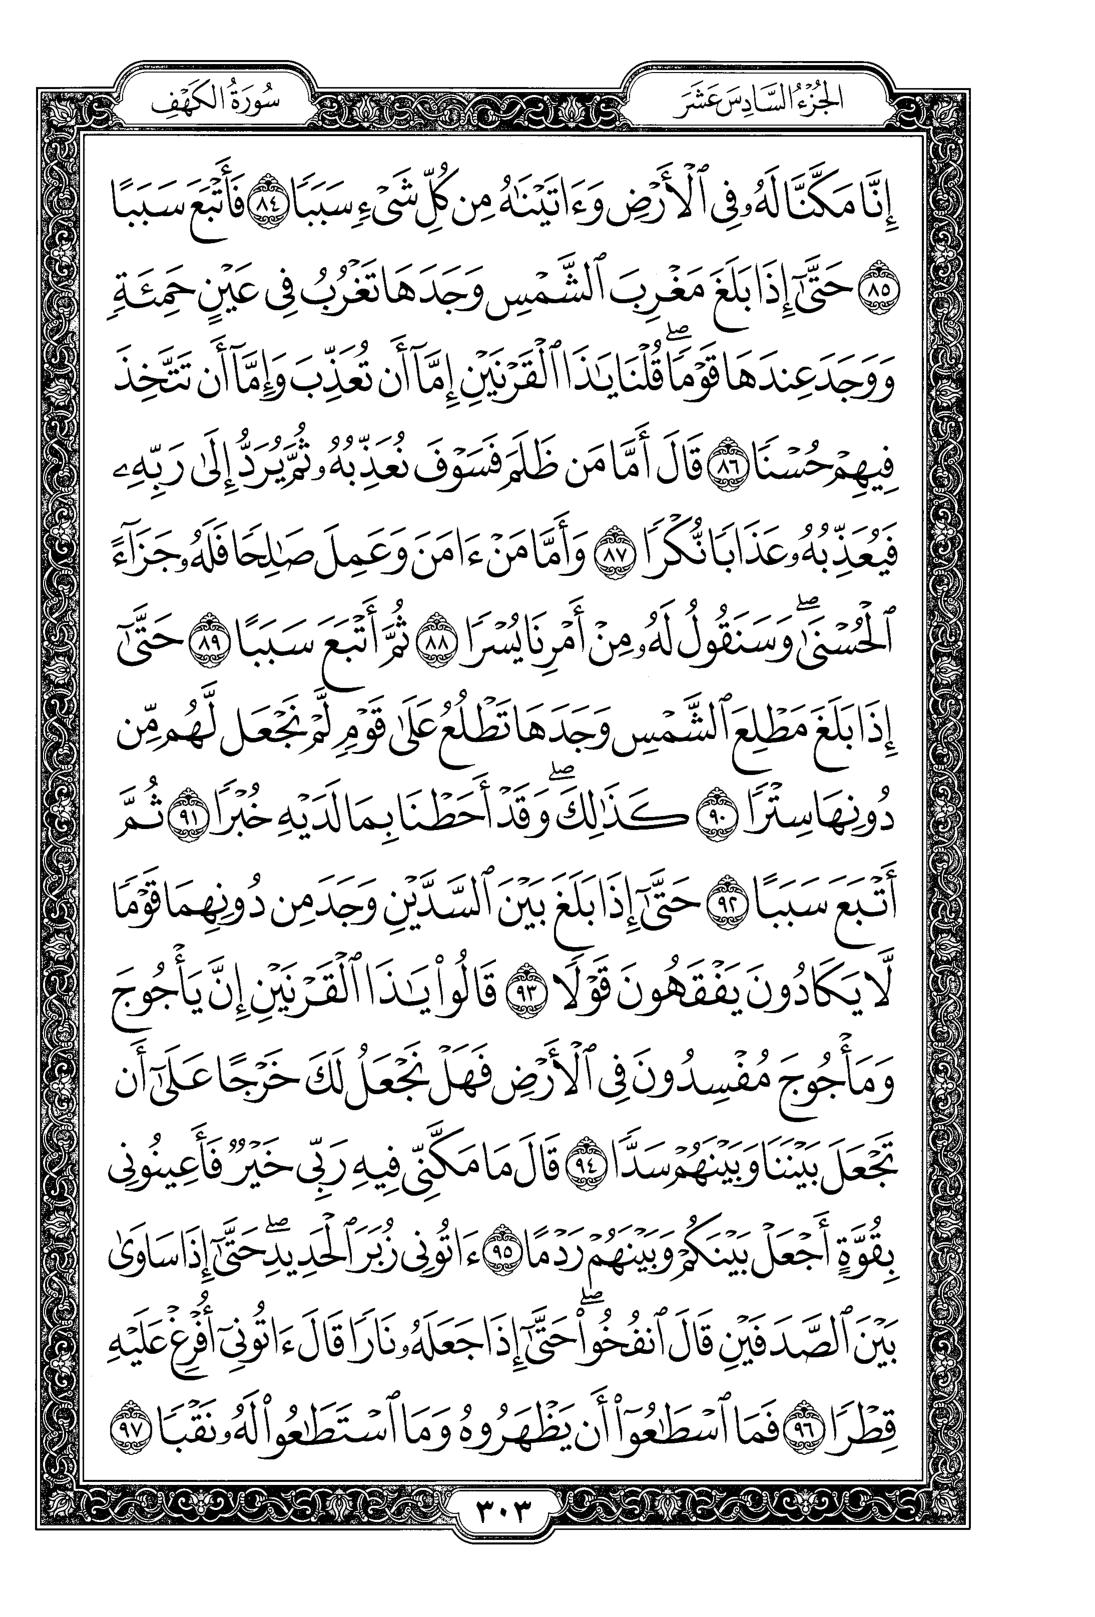 الجُزْءُ السَّادِسَ عَشَرَ
سُورَةُ الكَهْفِ
إِنَّا مَكَّنَّا لَهُۥ فِى ٱلْأَرْضِ وَءَاتَيْنَٰهُ مِن كُلِّ شَىْءٍ سَبَبًا ٨٤ فَأَتْبَعَ سَبَبًا
٨٥ حَتَّىٰٓ إِذَا بَلَغَ مَغْرِبَ ٱلشَّمْسِ وَجَدَهَا تَغْرُبُ فِى عَيْنٍ حَمِئَةٍ
وَوَجَدَ عِندَهَا قَوْمًا ۖ قُلْنَا يَٰذَا ٱلْقَرْنَيْنِ إِمَّآ أَن تُعَذِّبَ وَإِمَّآ أَن تَتَّخِذَ
فِيهِمْ حُسْنًا ٨٦ قَالَ أَمَّا مَن ظَلَمَ فَسَوْفَ نُعَذِّبُهُۥ ثُمَّ يُرَدُّ إِلَىٰ رَبِّهِۦ
فَيُعَذِّبُهُۥ عَذَابًا نُّكْرًا ٨٧ وَأَمَّا مَنْ ءَامَنَ وَعَمِلَ صَٰلِحًا فَلَهُۥ جَزَآءً
ٱلْحُسْنَىٰ ۖ وَسَنَقُولُ لَهُۥ مِنْ أَمْرِنَا يُسْرًا ٨٨ ثُمَّ أَتْبَعَ سَبَبًا ٨٩ حَتَّىٰٓ
إِذَا بَلَغَ مَطْلِعَ ٱلشَّمْسِ وَجَدَهَا تَطْلُعُ عَلَىٰ قَوْمٍ لَّمْ نَجْعَل لَّهُم مِّن
دُونِهَا سِتْرًا ٩٠ كَذَٰلِكَ ۖ وَقَدْ أَحَطْنَا بِمَا لَدَيْهِ خُبْرًا ٩١ ثُمَّ
أَتْبَعَ سَبَبًا ٩٢ حَتَّىٰٓ إِذَا بَلَغَ بَيْنَ ٱلسَّدَّيْنِ وَجَدَ مِن دُونِهِمَا قَوْمًا
لَّا يَكَادُونَ يَفْقَهُونَ قَوْلًا ٩٣ قَالُوا۟ يَٰذَا ٱلْقَرْنَيْنِ إِنَّ يَأْجُوجَ
وَمَأْجُوجَ مُفْسِدُونَ فِى ٱلْأَرْضِ فَهَلْ نَجْعَلُ لَكَ خَرْجًا عَلَىٰٓ أَن
تَجْعَلَ بَيْنَنَا وَبَيْنَهُمْ سَدًّا ٩٤ قَالَ مَا مَكَّنِّى فِيهِ رَبِّى خَيْرٌ فَأَعِينُونِى
بِقُوَّةٍ أَجْعَلْ بَيْنَكُمْ وَبَيْنَهُمْ رَدْمًا ٩٥ ءَاتُونِى زُبَرَ ٱلْحَدِيدِ ۖ حَتَّىٰٓ إِذَا سَاوَىٰ
بَيْنَ ٱلصَّدَفَيْنِ قَالَ ٱنفُخُوا۟ ۖ حَتَّىٰٓ إِذَا جَعَلَهُۥ نَارًا قَالَ ءَاتُونِىٓ أُفْرِغْ عَلَيْهِ
قِطْرًا ٩٦ فَمَا ٱسْطَٰعُوٓا۟ أَن يَظْهَرُوهُ وَمَا ٱسْتَطَٰعُوا۟ لَهُۥ نَقْبًا ٩٧
٣٠٣